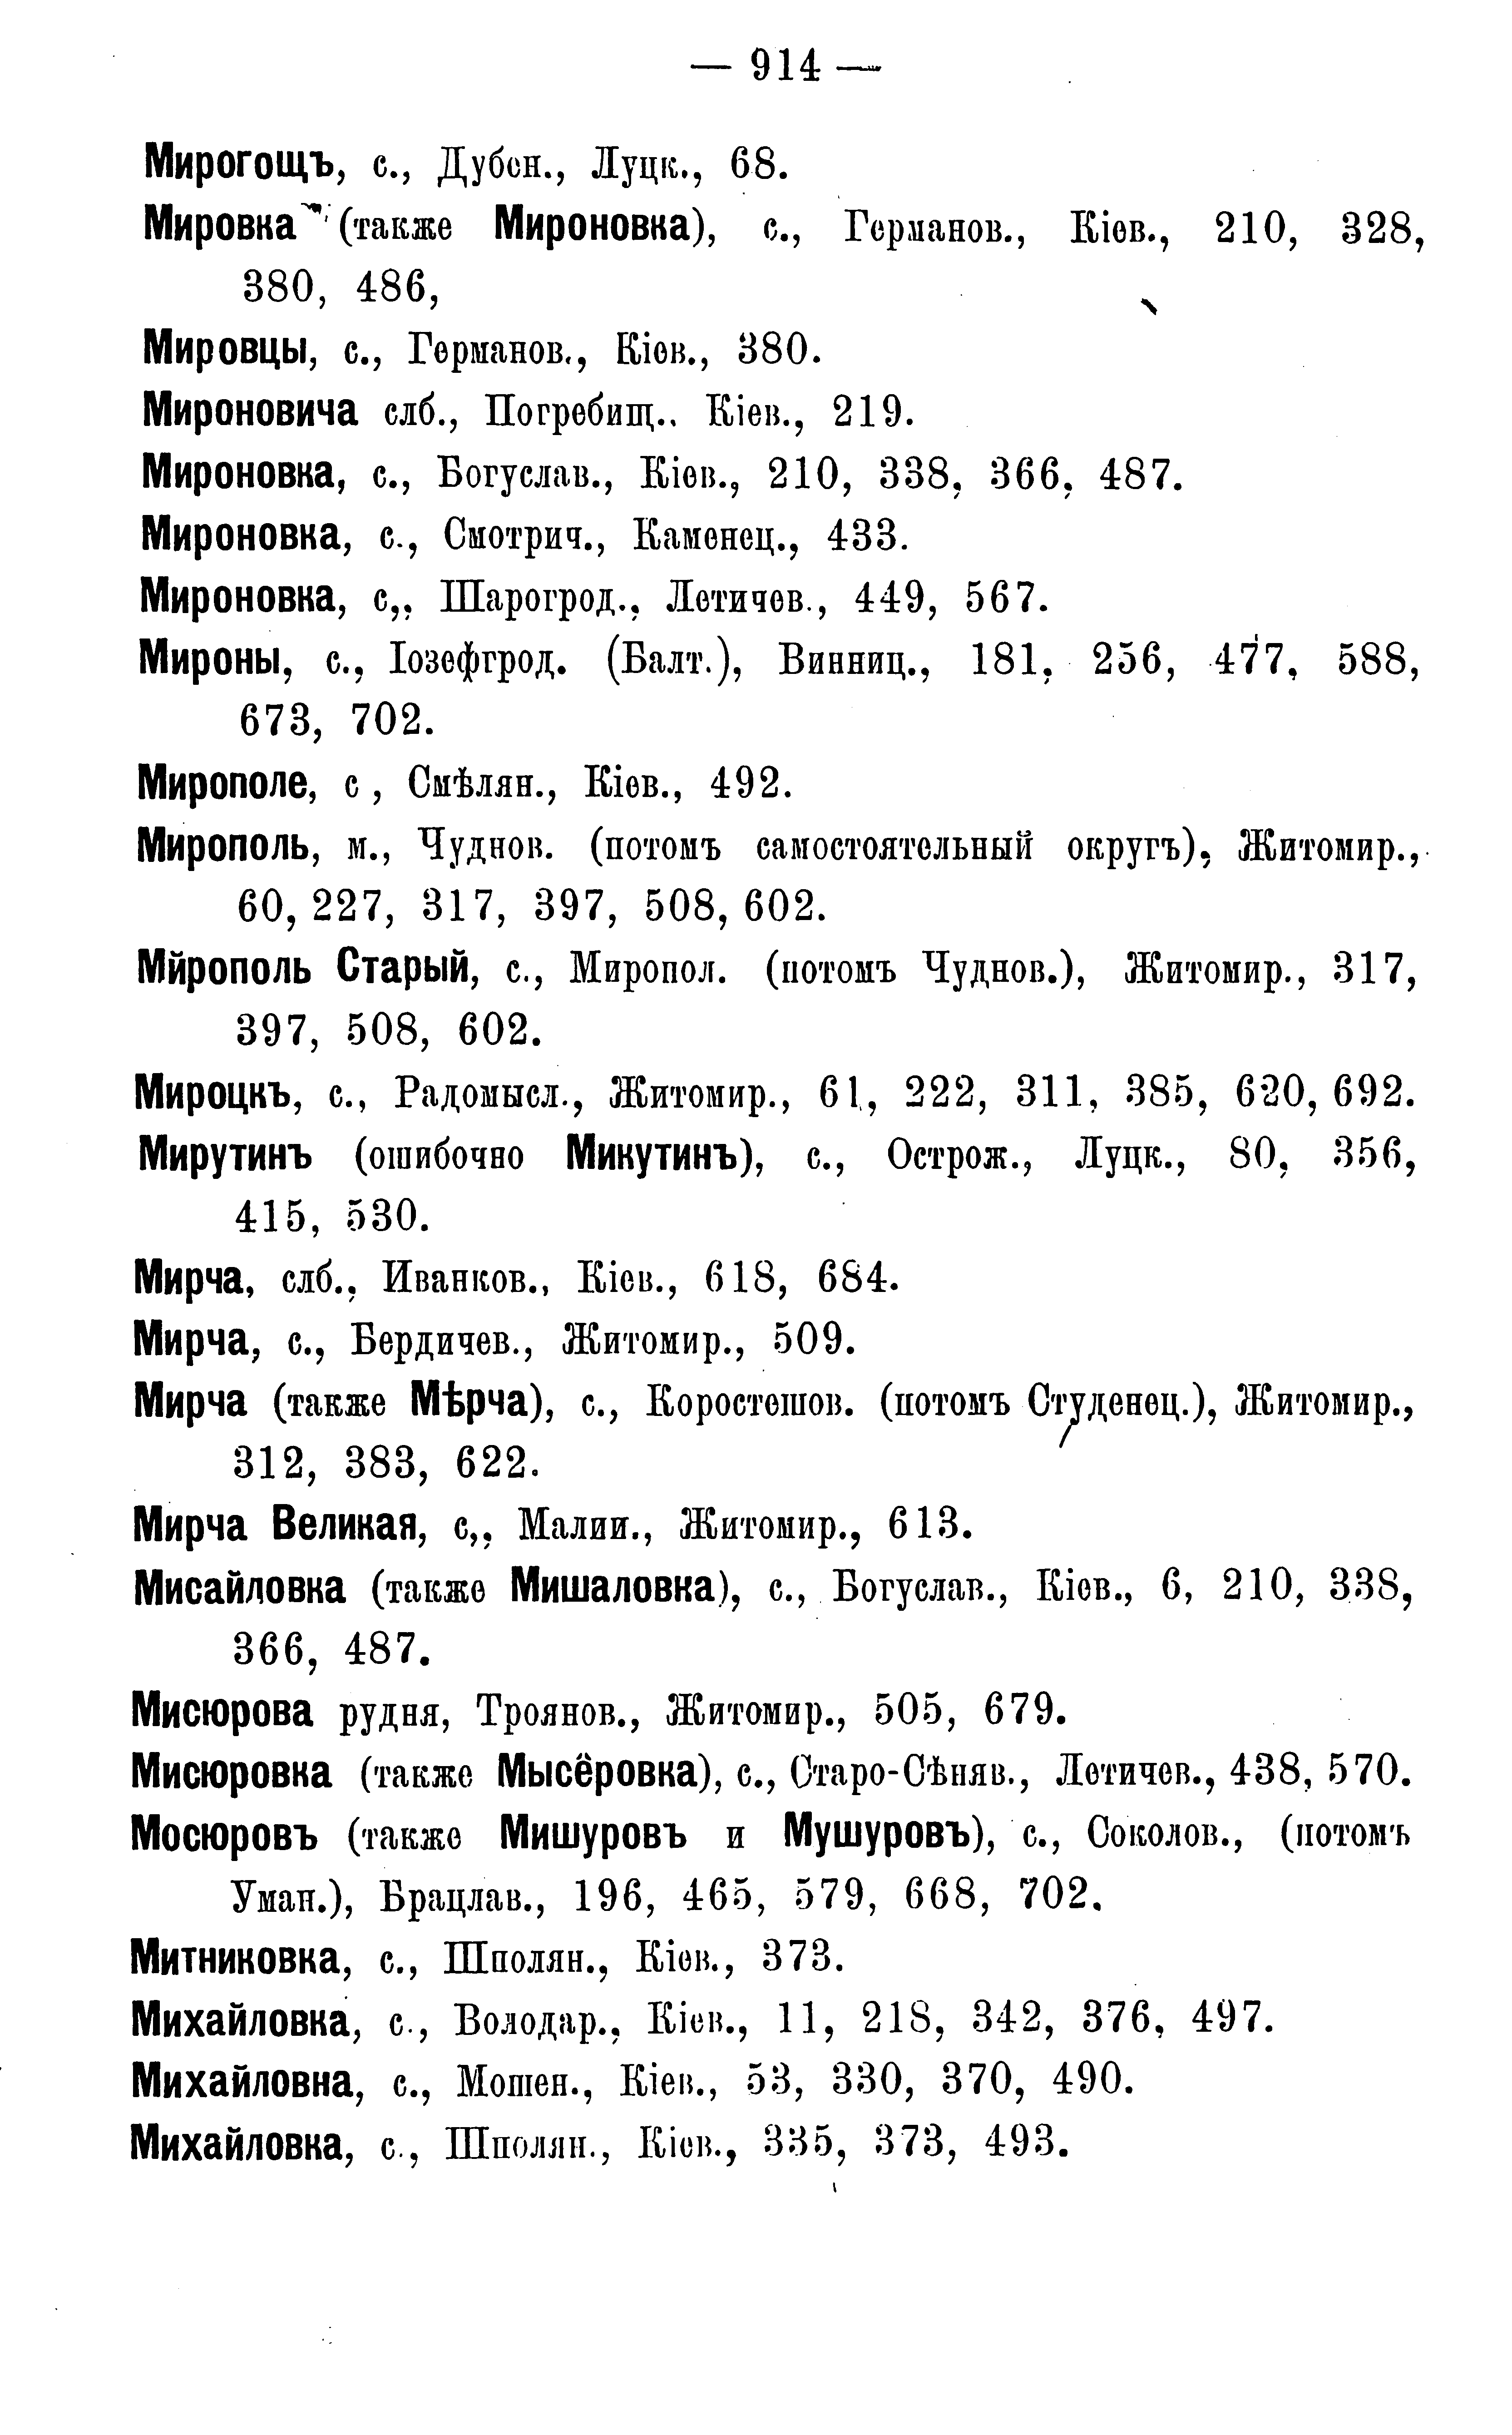 — 914 —
Мирогощъ, с., Дубен., Луцк., 68.
Мировка (также Мироновка), с., Германов., Кіев., 210, 328,
380, 486,
Мировцы, с., Германов., Кіев., 380.
Мироновича слб., Погребищ.. Кіев., 219.
Мироновка, с., Богуслав., Кіев., 210, 338, 366, 487.
Мироновка, с., Смотрич., Каменец., 433.
Мироновка, с,, Шарогрод., Летичев., 449, 567.
Мироны, с., Іозефгрод. (Балт.), Винниц., 181, 256, 477, 588,
673, 702.
Мирополе, с , Смѣлян., Кіев., 492.
Мирополь, м., Чуднов. (потомъ самостоятельный округъ), Житомир.,
60, 227, 317, 397, 508, 602.
Мйрополь Старый, с., Миропол. (потомъ Чуднов.), Житомир., 317,
397, 508, 602.
Мироцкъ, с., Радомысл., Житомир., 61, 222, 311, 385, 620, 692.
Мирутинъ (ошибочно Микутинъ), с., Острож., Луцк., 80, 356,
415, 530.
Мирча, слб., Иванков., Кіев., 618, 684.
Мирча, с., Бердичев., Житомир., 509.
Мирча (также Мѣрча), с., Коростешов. (потомъ Студенец.), Житомир.,
312, 383, 622.
Мирча Великая, с,, Малии., Житомир., 613.
Мисайловка (также Мишаловка), с., Богуслав., Кіев., 6, 210, 338,
366, 487.
Мисюрова рудня, Троянов., Житомир., 505, 679.
Мисюровка (также Мысёровка), с., Старо-Сѣняв., Летичев., 438, 570.
Мосюровъ (также Мишуровъ и Мушуровъ), с., Соколов., (потомъ
Уман.), Брацлав., 196, 465, 579, 668, 702.
Митниковка, с., Шполян., Кіев., 373.
Михайловка, с., Володар., Кіев., 11, 218, 342, 376, 497.
Михайловна, с., Мошен., Кіев., 53, 330, 370, 490.
Михайловка, с., Шполян., Кіев., 335, 373, 493.